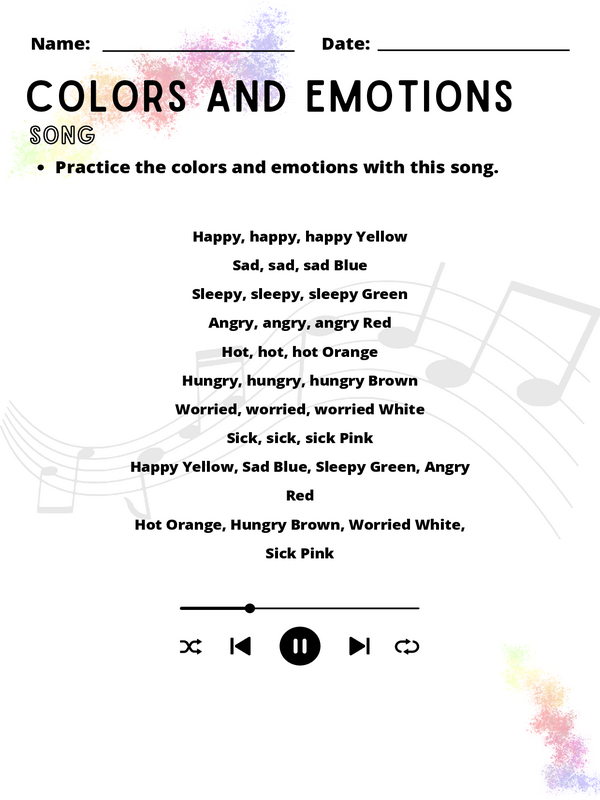 Name: Date:
COLORS AND EMOTIONS
SONG
• Practice the colors and emotions with this song.
Happy, happy, happy Yellow
Sad, sad, sad Blue
Sleepy, sleepy, sleepy Green
Angry, angry, angry Red
Hot, hot, hot Orange
Hungry, hungry, hungry Brown
Worried, worried, worried White
Sick, sick, sick Pink
Happy Yellow, Sad Blue, Sleepy Green, Angry
Red
Hot Orange, Hungry Brown, Worried White,
Sick Pink